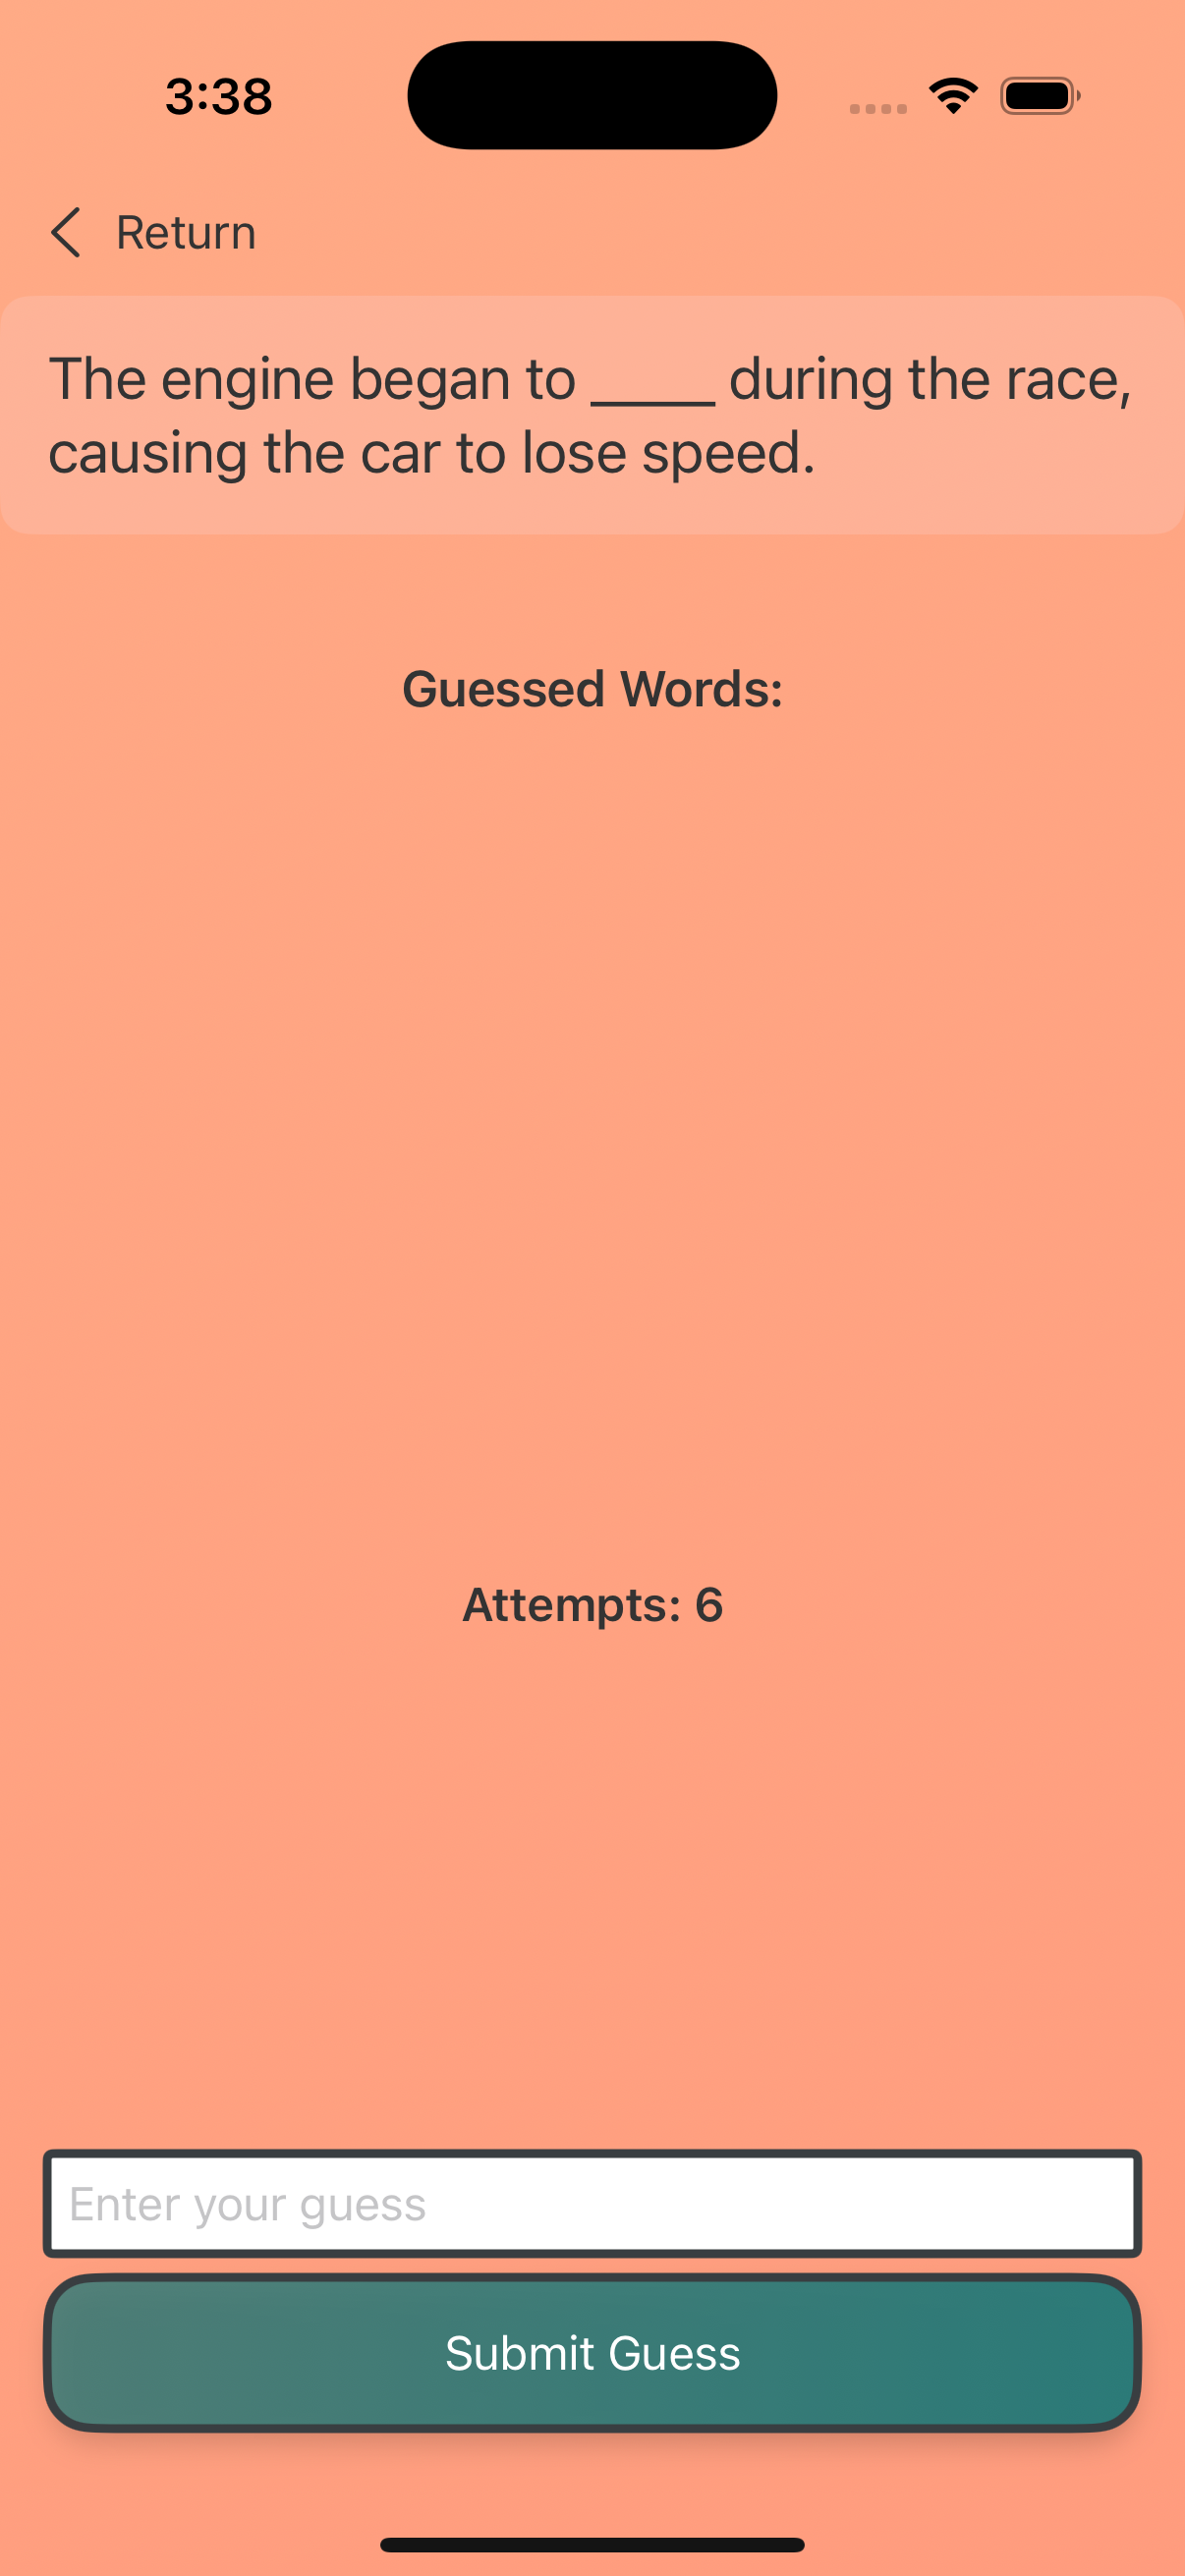 3:38
Return
The engine began to _____ during the race,
causing the car to lose speed.
Guessed Words:
Attempts: 6
Enter your guess
Submit Guess